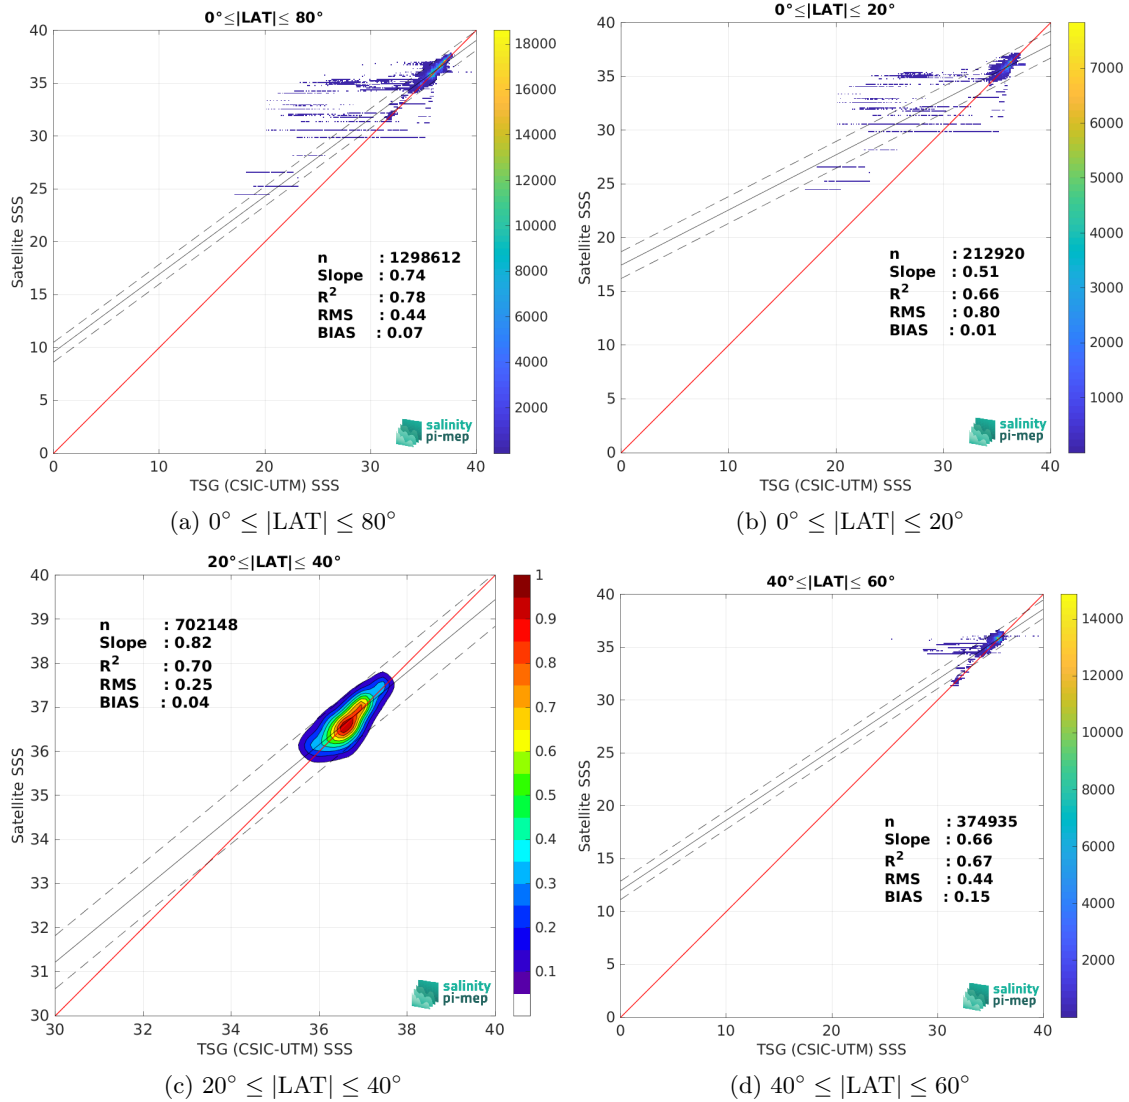 0°≤|LAT|≤ 80°
40
35
30
25
20
15
10
5
0
Satellite SSS
0
10
20
30
40
TSG (CSIC-UTM) SSS
n : 1298612
Slope : 0.74
R² : 0.78
RMS : 0.44
BIAS : 0.07
salinity
pi-mep
18000
16000
14000
12000
10000
8000
6000
4000
2000
(a) 0° ≤ |LAT| ≤ 80°
0°≤|LAT|≤ 20°
40
35
30
25
20
15
10
5
0
Satellite SSS
0
10
20
30
40
TSG (CSIC-UTM) SSS
n : 212920
Slope : 0.51
R² : 0.66
RMS : 0.80
BIAS : 0.01
salinity
pi-mep
7000
6000
5000
4000
3000
2000
1000
(b) 0° ≤ |LAT| ≤ 20°
20°≤|LAT|≤ 40°
40
39
38
37
36
35
34
33
32
31
30
Satellite SSS
30
32
34
36
38
40
TSG (CSIC-UTM) SSS
n : 702148
Slope : 0.82
R² : 0.70
RMS : 0.25
BIAS : 0.04
salinity
pi-mep
1
0.9
0.8
0.7
0.6
0.5
0.4
0.3
0.2
0.1
(c) 20° ≤ |LAT| ≤ 40°
40°≤|LAT|≤ 60°
40
35
30
25
20
15
10
5
0
Satellite SSS
0
10
20
30
40
TSG (CSIC-UTM) SSS
n : 374935
Slope : 0.66
R² : 0.67
RMS : 0.44
BIAS : 0.15
salinity
pi-mep
14000
12000
10000
8000
6000
4000
2000
(d) 40° ≤ |LAT| ≤ 60°